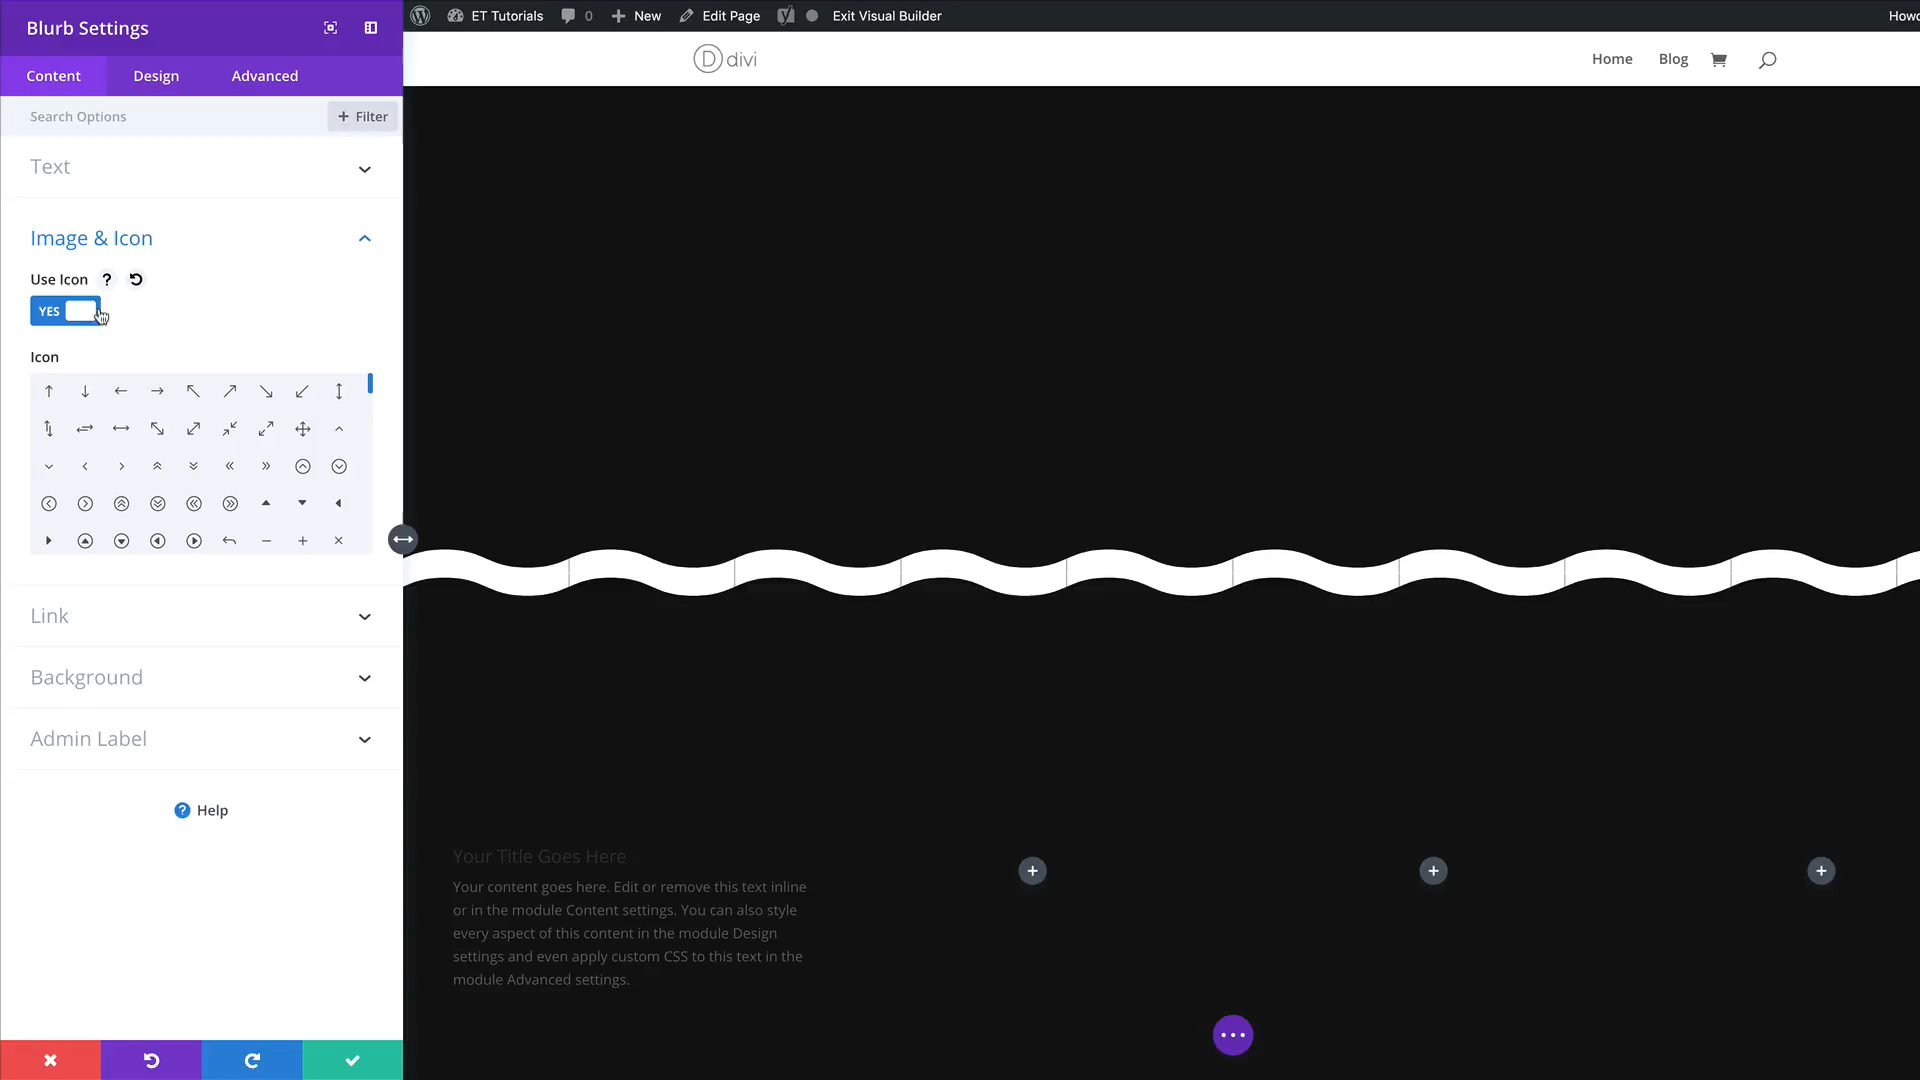 Blurb Settings
ET Tutorials 0 New Edit Page Exit Visual Builder Howd
Content Design Advanced
D divi
Home Blog
Search Options
+ Filter
Text
Image & Icon
Use Icon ?
YES
Icon
Link
Background
Admin Label
? Help
Your Title Goes Here
Your content goes here. Edit or remove this text inline
or in the module Content settings. You can also style
every aspect of this content in the module Design
settings and even apply custom CSS to this text in the
module Advanced settings.